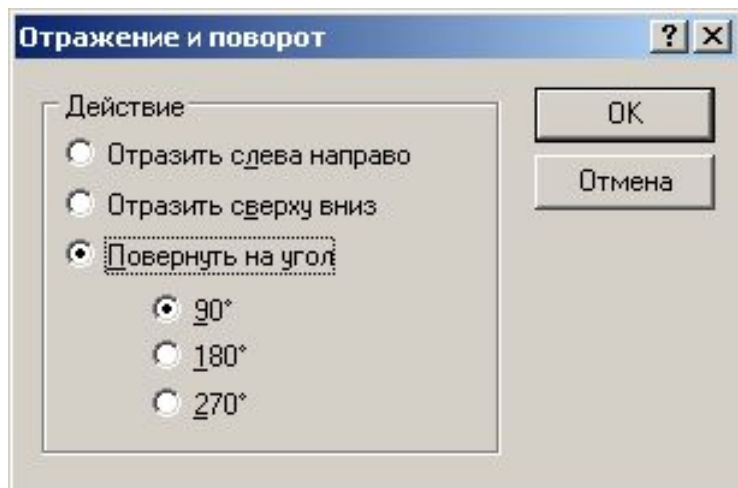 Отражение и поворот
Действие
Отразить слева направо
Отразить сверху вниз
Повернуть на угол
90°
180°
270°
OK
Отмена